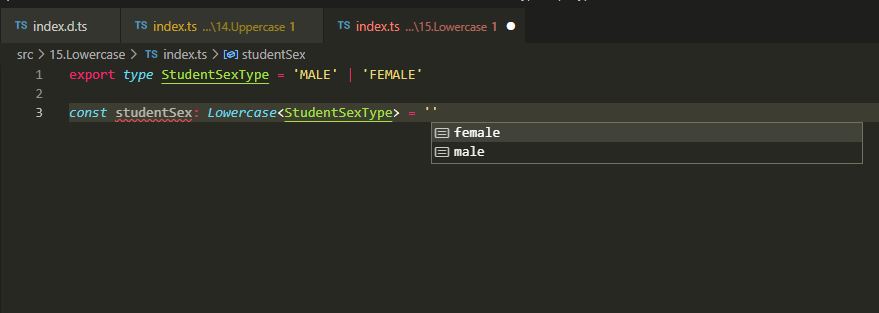 TS index.d.ts TS index.ts ...\14.Uppercase 1 TS index.ts ...\15.Lowercase 1
src > 15.Lowercase > TS index.ts > studentSex
1 export type StudentSexType = 'MALE' | 'FEMALE'
2
3 const studentSex: Lowercase<StudentSexType> = ''
female
male